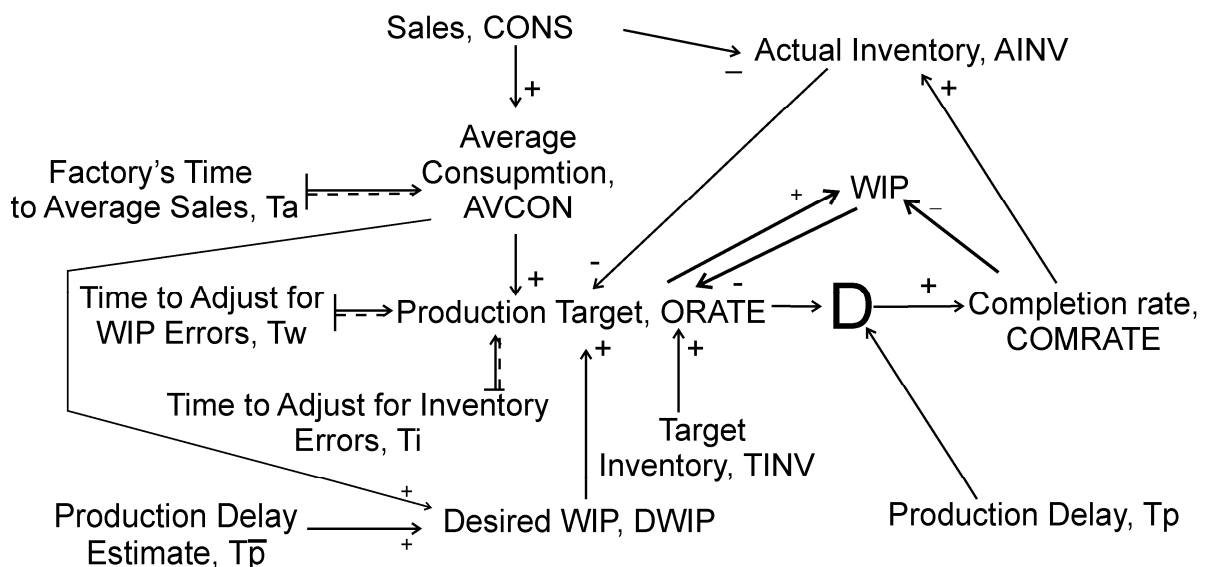 Sales, CONS
+
−
Actual Inventory, AINV
+
Average
Consupmtion,
AVCON
Factory's Time
to Average Sales, Ta
+
WIP
−
+
-
-
Time to Adjust for
WIP Errors, Tw
Production Target, ORATE
D
+
Completion rate,
COMRATE
+
+
Time to Adjust for Inventory
Errors, Ti
Target
Inventory, TINV
+
Production Delay
Estimate, Tp̅
+
Desired WIP, DWIP
Production Delay, Tp